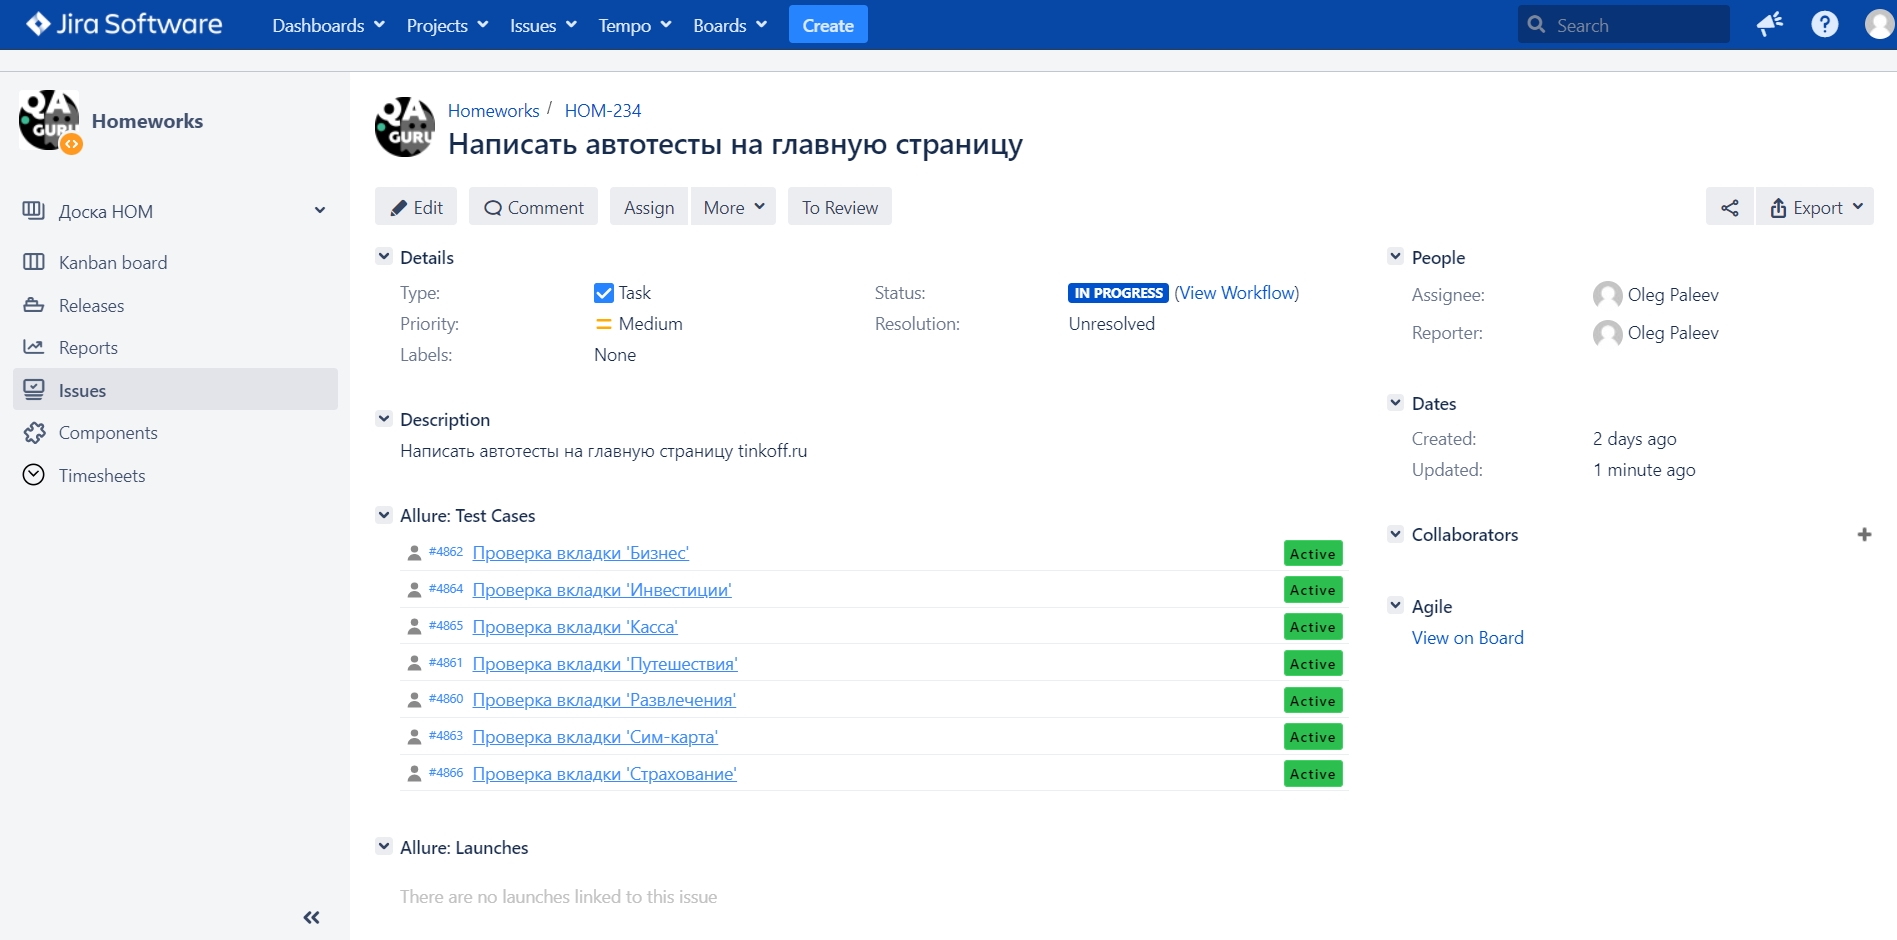 Jira Software Dashboards Projects Issues Tempo Boards Create Search ?
QA GURU Homeworks
Доска HOM
Kanban board
Releases
Reports
Issues
Components
Timesheets
QA GURU
Homeworks / HOM-234
Написать автотесты на главную страницу
Edit Comment Assign More To Review Export
Details
Type: Task Status: IN PROGRESS (View Workflow)
Priority: Medium Resolution: Unresolved
Labels: None
Description
Написать автотесты на главную страницу tinkoff.ru
Allure: Test Cases
#4862 Проверка вкладки 'Бизнес' Active
#4864 Проверка вкладки 'Инвестиции' Active
#4865 Проверка вкладки 'Касса' Active
#4861 Проверка вкладки 'Путешествия' Active
#4860 Проверка вкладки 'Развлечения' Active
#4863 Проверка вкладки 'Сим-карта' Active
#4866 Проверка вкладки 'Страхование' Active
Allure: Launches
There are no launches linked to this issue
People
Assignee: Oleg Paleev
Reporter: Oleg Paleev
Dates
Created: 2 days ago
Updated: 1 minute ago
Collaborators
Agile
View on Board